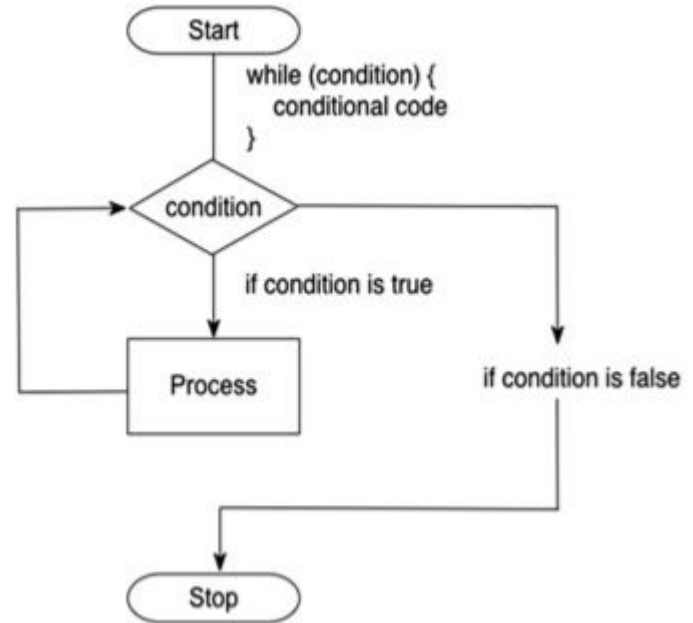 Start
while (condition) {
conditional code
}
condition
if condition is true
Process
if condition is false
Stop